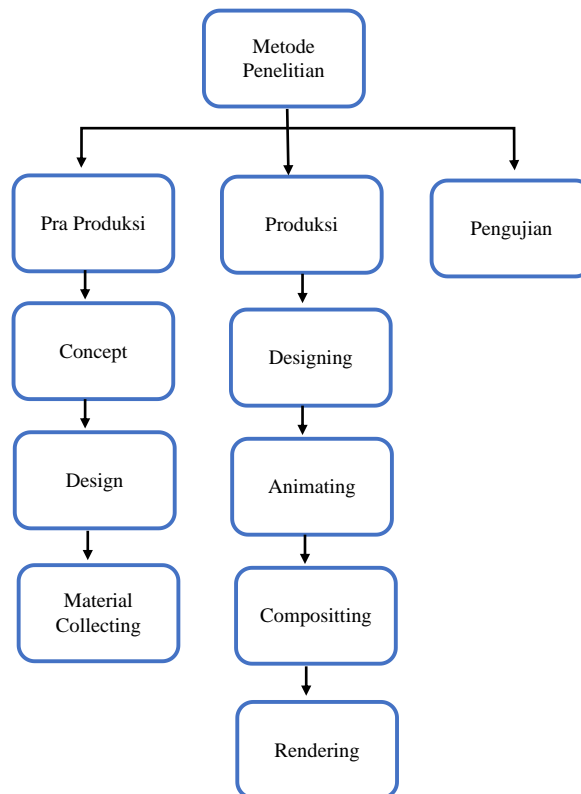 Metode
Penelitian
Pra Produksi
Produksi
Pengujian
Concept
Designing
Design
Animating
Material
Collecting
Compositting
Rendering